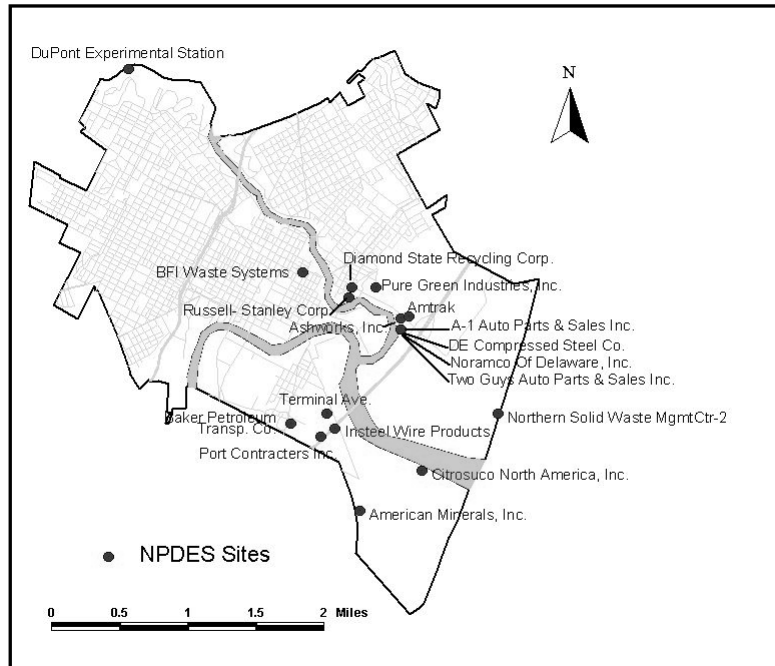 DuPont Experimental Station
N
Diamond State Recycling Corp.
BFI Waste Systems
Pure Green Industries, Inc.
Russell- Stanley Corp
Amtrak
Ashworks, Inc
A-1 Auto Parts & Sales Inc.
DE Compressed Steel Co.
Noramco Of Delaware, Inc.
Two Guys Auto Parts & Sales Inc.
Terminal Ave.
Baker Petroleum
Transp. Co.
Northern Solid Waste MgmtCtr-2
Insteel Wire Products
Port Contracters Inc.
Citrosuco North America, Inc.
American Minerals, Inc.
NPDES Sites
0 0.5 1 1.5 2 Miles